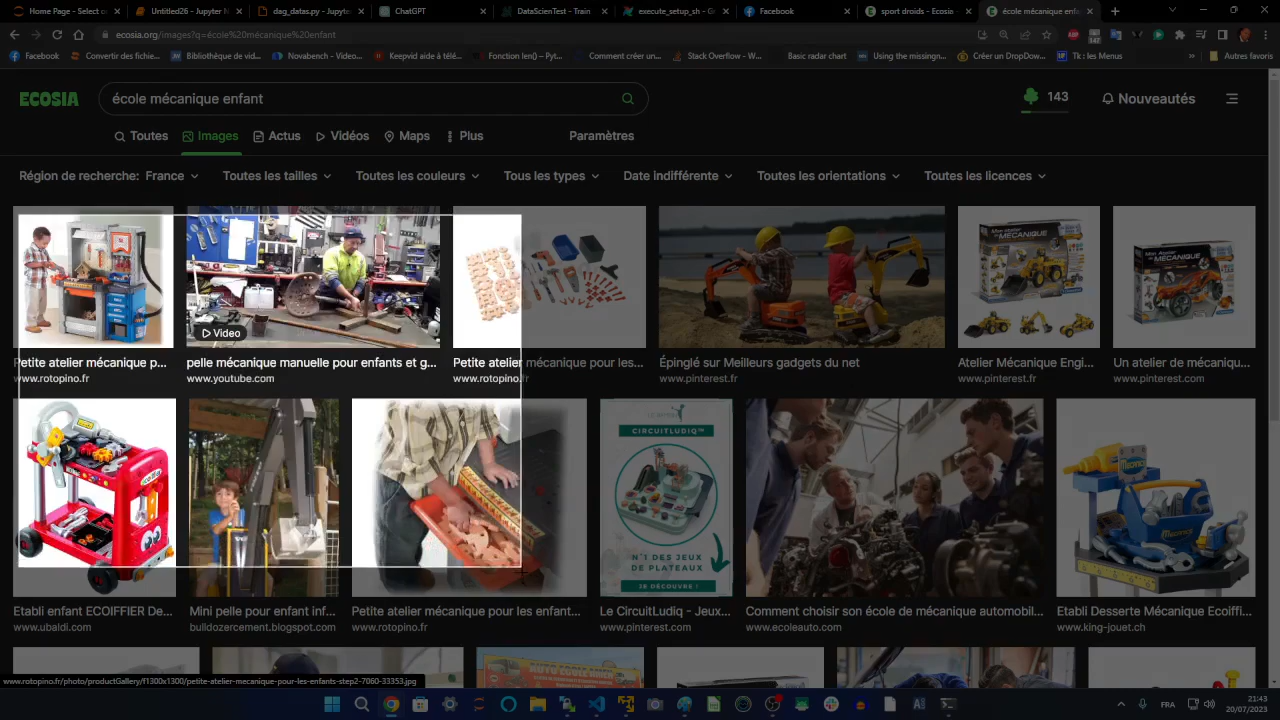 Home Page - Select c
Untitled26 - Jupyter N
dag_datas.py - Jupyter
ChatGPT
DataScienTest - Train
execute_setup_sh - G
Facebook
sport droids - Ecosia
école mécanique enf
ecosia.org/images?q=école%20mécanique%20enfant
Facebook
Convertir des fichie...
Bibliothèque de vid...
Novabench - Video...
Keepvid aide à télé...
Fonction len() – Pyt...
Comment créer un...
Stack Overflow - W...
Basic radar chart
Using the missingn...
Créer un DropDow...
Tk : les Menus
Autres favoris
ECOSIA
école mécanique enfant
143
Nouveautés
Toutes
Images
Actus
Vidéos
Maps
Plus
Paramètres
Région de recherche: France
Toutes les tailles
Toutes les couleurs
Tous les types
Date indifférente
Toutes les orientations
Toutes les licences
Video
Mon Atelier de MÉCANIQUE
Petite atelier mécanique p...
www.rotopino.fr
pelle mécanique manuelle pour enfants et g...
www.youtube.com
Petite atelier mécanique pour les...
www.rotopino.fr
Épinglé sur Meilleurs gadgets du net
www.pinterest.fr
Atelier Mécanique Engi...
www.pinterest.fr
Un atelier de mécaniqu...
www.pinterest.com
CIRCUITLUDIQ™
N°1 DES JEUX
DE PLATEAUX
JE DÉCOUVRE !
Etabli enfant ECOIFFIER De...
www.ubaldi.com
Mini pelle pour enfant inf...
bulldozercement.blogspot.com
Petite atelier mécanique pour les enfant...
www.rotopino.fr
Le CircuitLudiq - Jeux...
www.pinterest.com
Comment choisir son école de mécanique automobil...
www.ecoleauto.com
Etabli Desserte Mécanique Ecoiffi...
www.king-jouet.ch
AUTO ECOLE
www.rotopino.fr/photo/productGallery/f1300x1300/petite-atelier-mecanique-pour-les-enfants-step2-7060-33353.jpg
FRE
21:43
20/07/2023